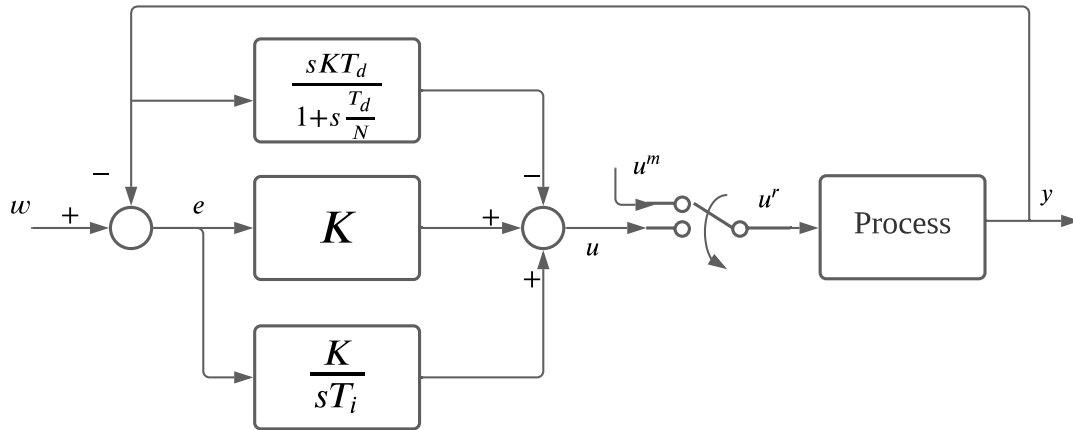 sKT_d
1+s T_d
N
−
−
u^m
w
+
e
K
+
u^r
Process
y
u
+
K
sT_i